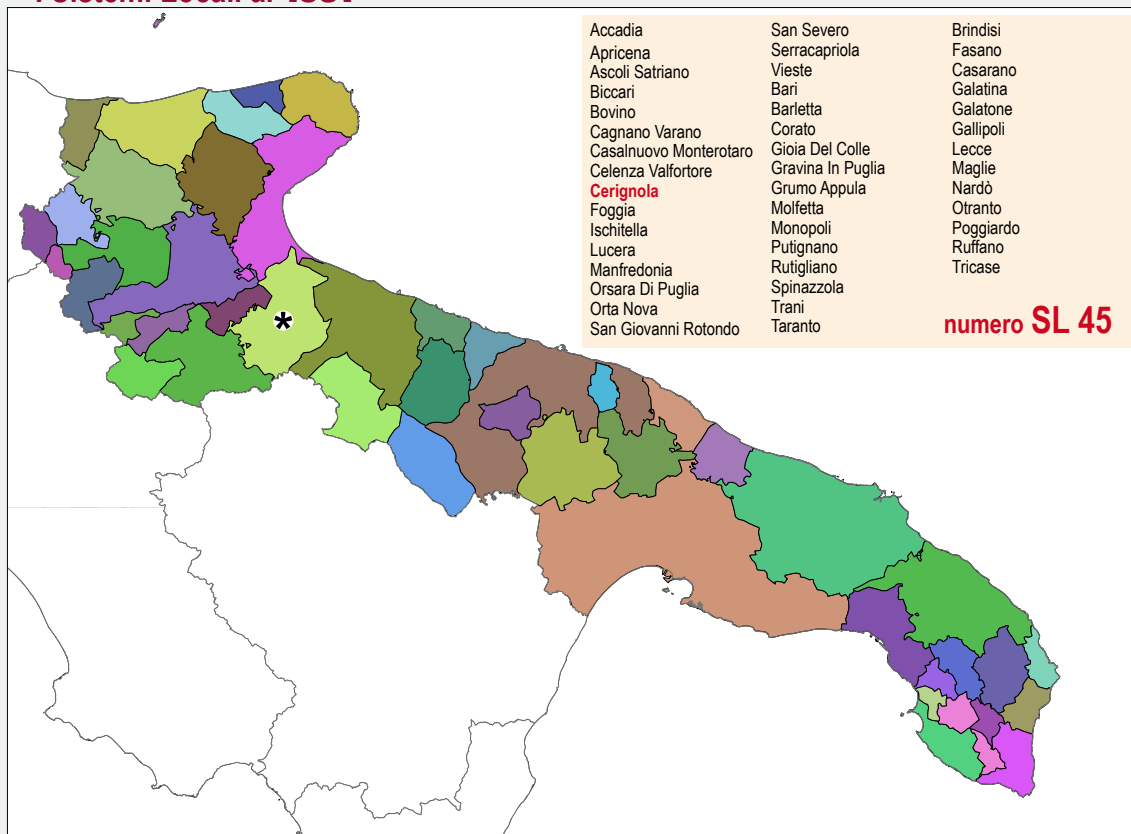 Accadia
Apricena
Ascoli Satriano
Biccari
Bovino
Cagnano Varano
Casalnuovo Monterotaro
Celenza Valfortore
Cerignola
Foggia
Ischitella
Lucera
Manfredonia
Orsara Di Puglia
Orta Nova
San Giovanni Rotondo
San Severo
Serracapriola
Vieste
Bari
Barletta
Corato
Gioia Del Colle
Gravina In Puglia
Grumo Appula
Molfetta
Monopoli
Putignano
Rutigliano
Spinazzola
Trani
Taranto
Brindisi
Fasano
Casarano
Galatina
Galatone
Gallipoli
Lecce
Maglie
Nardò
Otranto
Poggiardo
Ruffano
Tricase
numero SL 45
*